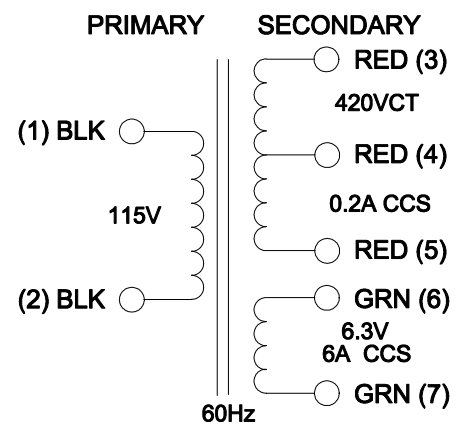 PRIMARY SECONDARY
RED (3)
420VCT
(1) BLK
RED (4)
115V
0.2A CCS
RED (5)
(2) BLK
GRN (6)
6.3V
6A CCS
GRN (7)
60Hz